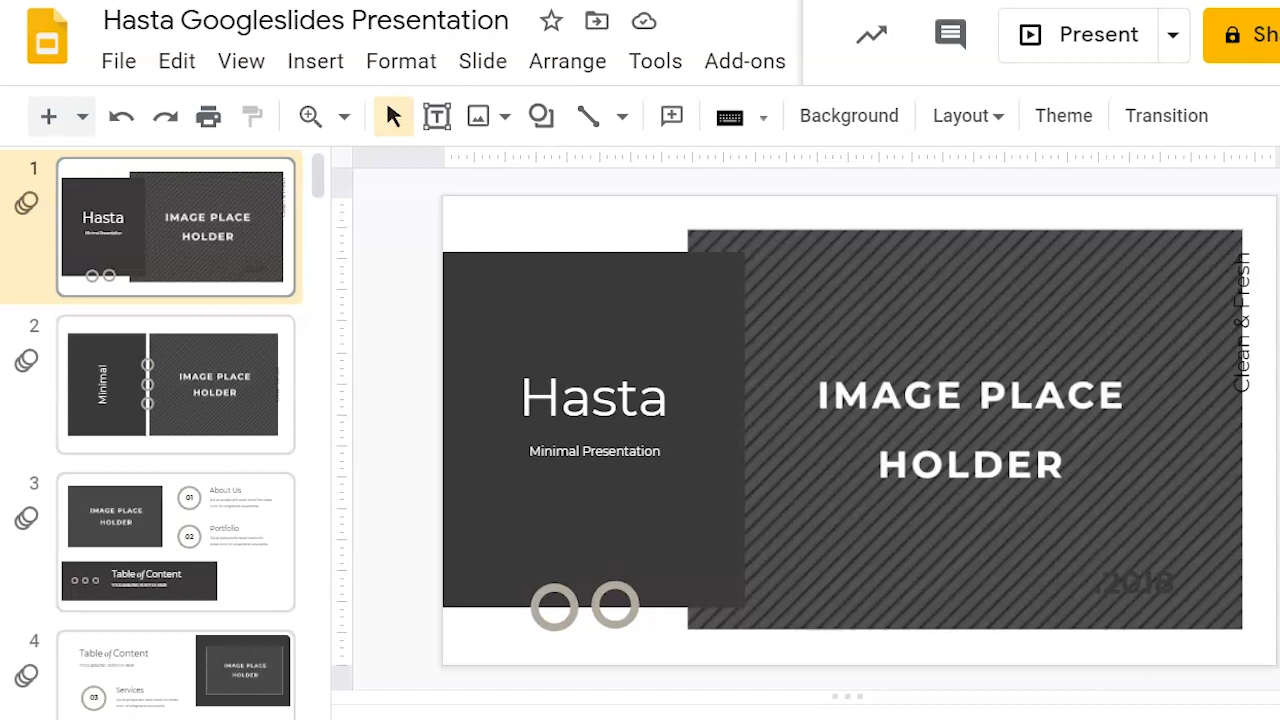 Hasta Googleslides Presentation
File Edit View Insert Format Slide Arrange Tools Add-ons
Present
Background Layout Theme Transition
1
Hasta
Minimal Presentation
IMAGE PLACE
HOLDER
2
Minimal
IMAGE PLACE
HOLDER
3
IMAGE PLACE
HOLDER
01
About Us
02
Portfolio
Table of Content
4
Table of Content
03
Services
IMAGE PLACE
HOLDER
Hasta
Minimal Presentation
IMAGE PLACE
HOLDER
Clean & Fresh
2018